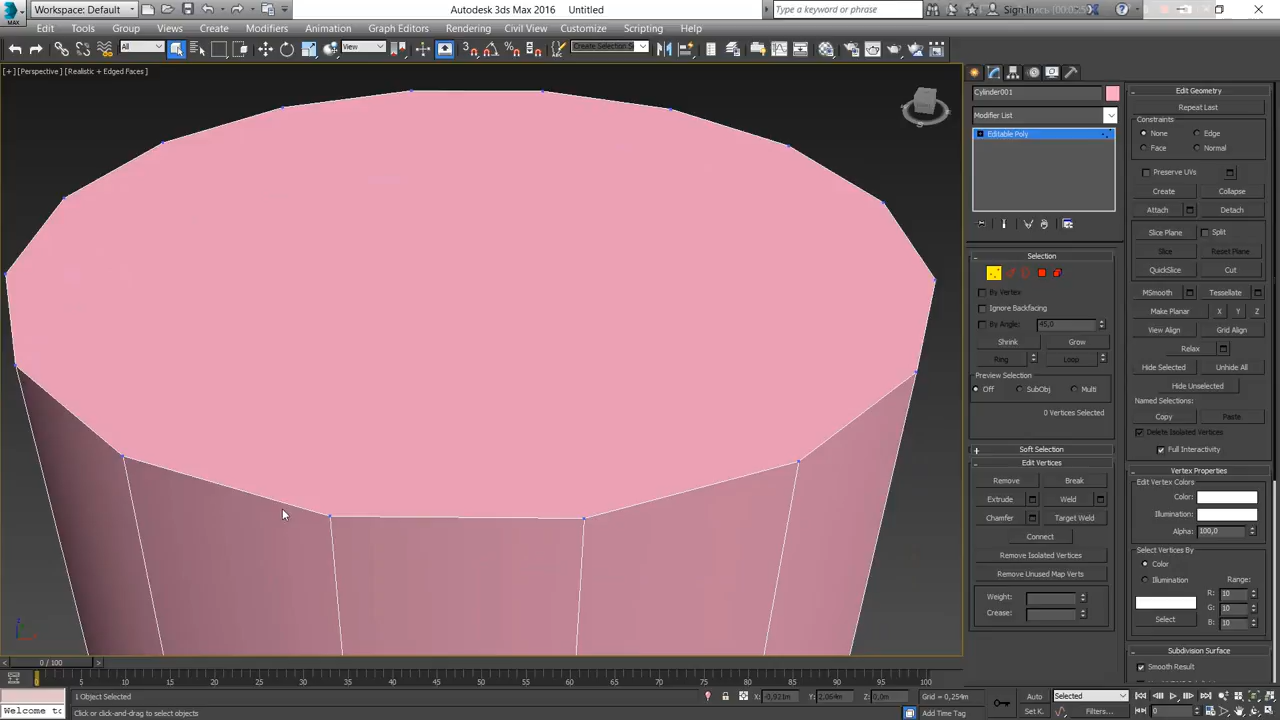 Workspace: Default
Autodesk 3ds Max 2016 Untitled
Type a keyword or phrase
Sign In
MAX
Edit Tools Group Views Create Modifiers Animation Graph Editors Rendering Civil View Customize Scripting Help
All
View
Create Selection S
[+] [Perspective] [Realistic + Edged Faces]
Cylinder001
Modifier List
Editable Poly
Selection
By Vertex
Ignore Backfacing
By Angle: 45,0
Shrink Grow
Ring Loop
Preview Selection
Off SubObj Multi
0 Vertices Selected
Soft Selection
Edit Vertices
Remove Break
Extrude Weld
Chamfer Target Weld
Connect
Remove Isolated Vertices
Remove Unused Map Verts
Weight:
Crease:
Edit Geometry
Repeat Last
Constraints
None Edge
Face Normal
Preserve UVs
Create Collapse
Attach Detach
Slice Plane Split
Slice Reset Plane
QuickSlice Cut
MSmooth Tessellate
Make Planar X Y Z
View Align Grid Align
Relax
Hide Selected Unhide All
Hide Unselected
Named Selections:
Copy Paste
Delete Isolated Vertices
Full Interactivity
Vertex Properties
Edit Vertex Colors
Color:
Illumination:
Alpha: 100,0
Select Vertices By
Color
Illumination Range:
R: 10
G: 10
B: 10
Select
Subdivision Surface
Smooth Result
0 / 100
0 5 10 15 20 25 30 35 40 45 50 55 60 65 70 75 80 85 90 95 100
1 Object Selected
X: -0,921m Y: 2,064m Z: 0,0m
Grid = 0,254m
Auto Selected
Welcome to
Click or click-and-drag to select objects
Add Time Tag
Set K. Filters...
0